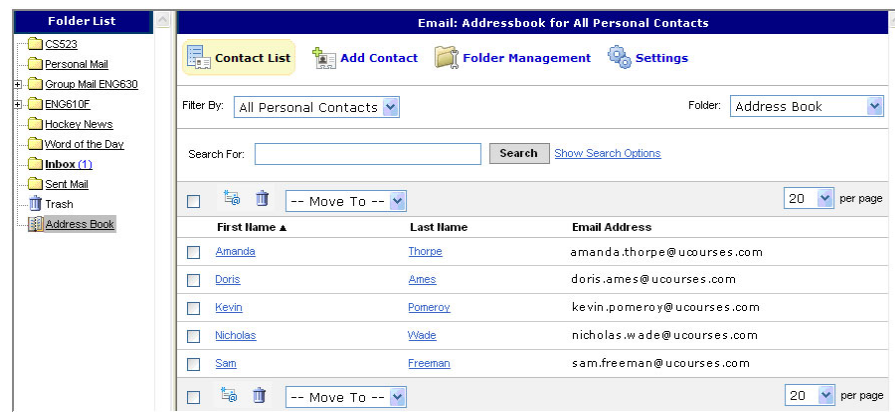 Folder List
CS523
Personal Mail
Group Mail ENG630
ENG610F
Hockey News
Word of the Day
Inbox (1)
Sent Mail
Trash
Address Book
Email: Addressbook for All Personal Contacts
Contact List Add Contact Folder Management Settings
Filter By: All Personal Contacts Folder: Address Book
Search For: Search Show Search Options
-- Move To -- 20 per page
First Name ▲ Last Name Email Address
Amanda Thorpe amanda.thorpe@ucourses.com
Doris Ames doris.ames@ucourses.com
Kevin Pomeroy kevin.pomeroy@ucourses.com
Nicholas Wade nicholas.wade@ucourses.com
Sam Freeman sam.freeman@ucourses.com
-- Move To -- 20 per page